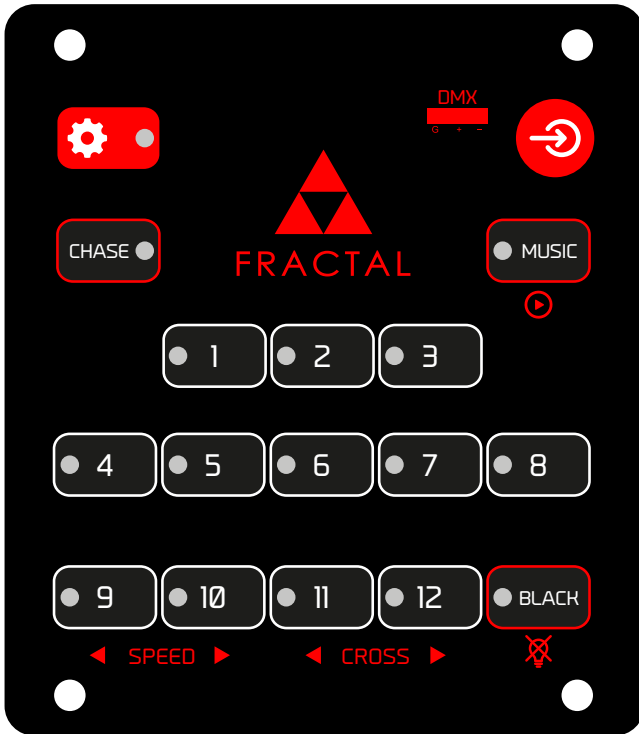 DMX
G + -
CHASE
FRACTAL
MUSIC
1 2 3
4 5 6 7 8
9 10 11 12 BLACK
SPEED CROSS